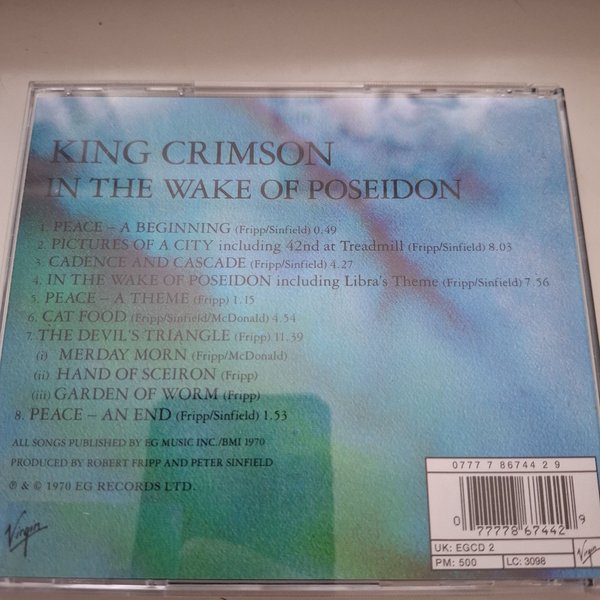 KING CRIMSON
IN THE WAKE OF POSEIDON
1. PEACE – A BEGINNING (Fripp/Sinfield) 0.49
2. PICTURES OF A CITY including 42nd at Treadmill (Fripp/Sinfield) 8.03
3. CADENCE AND CASCADE (Fripp/Sinfield) 4.27
4. IN THE WAKE OF POSEIDON including Libra's Theme (Fripp/Sinfield) 7.56
5. PEACE – A THEME (Fripp) 1.15
6. CAT FOOD (Fripp/Sinfield/McDonald) 4.54
7. THE DEVIL'S TRIANGLE (Fripp) 11.39
(i) MERDAY MORN (Fripp/McDonald)
(ii) HAND OF SCEIRON (Fripp)
(iii) GARDEN OF WORM (Fripp)
8. PEACE – AN END (Fripp/Sinfield) 1.53
ALL SONGS PUBLISHED BY EG MUSIC INC./BMI 1970
PRODUCED BY ROBERT FRIPP AND PETER SINFIELD
℗ & © 1970 EG RECORDS LTD.
Virgin
0777 7 86744 2 9
0 77778 67442 9
UK: EGCD 2
PM: 500 LC: 3098
Virgin